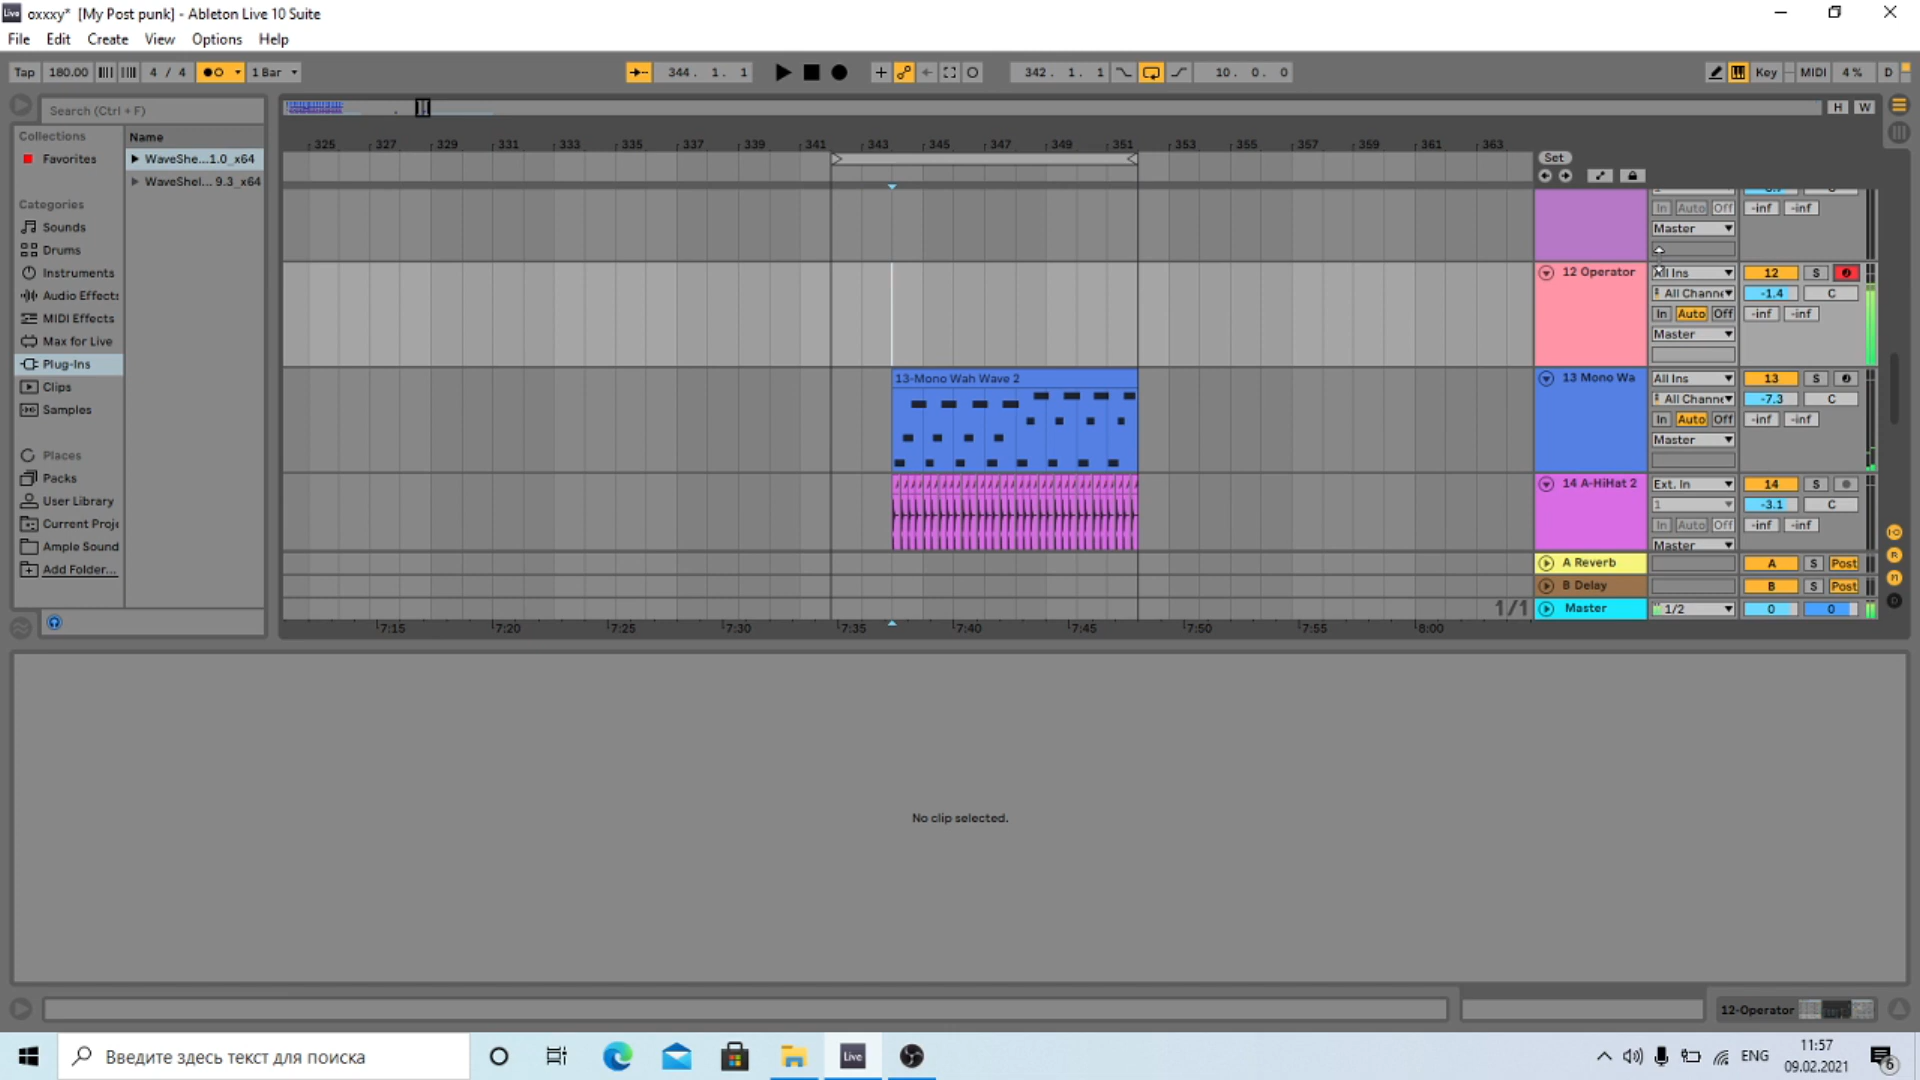 oxxxy* [My Post punk] - Ableton Live 10 Suite
File Edit Create View Options Help
Tap 180.00 4 / 4 1 Bar 344. 1. 1 342. 1. 1 10. 0. 0 Key MIDI 4% D
Search (Ctrl + F)
H W
Collections
Name
Favorites
WaveShe...1.0_x64
WaveShel... 9.3_x64
Categories
Sounds
Drums
Instruments
Audio Effects
MIDI Effects
Max for Live
Plug-Ins
Clips
Samples
Places
Packs
User Library
Current Proje
Ample Sound
Add Folder...
325 327 329 331 333 335 337 339 341 343 345 347 349 351 353 355 357 359 361 363
Set
In Auto Off -inf -inf
Master
12 Operator All Ins 12 S
All Channe -1.4 C
In Auto Off -inf -inf
Master
13-Mono Wah Wave 2
13 Mono Wa All Ins 13 S
All Channe -7.3 C
In Auto Off -inf -inf
Master
14 A-HiHat 2 Ext. In 14 S
1 -3.1 C
In Auto Off -inf -inf
Master
A Reverb A S Post
B Delay B S Post
1/1 Master 1/2 0 0
7:15 7:20 7:25 7:30 7:35 7:40 7:45 7:50 7:55 8:00
No clip selected.
12-Operator
Введите здесь текст для поиска
Live
ENG
11:57
09.02.2021
6